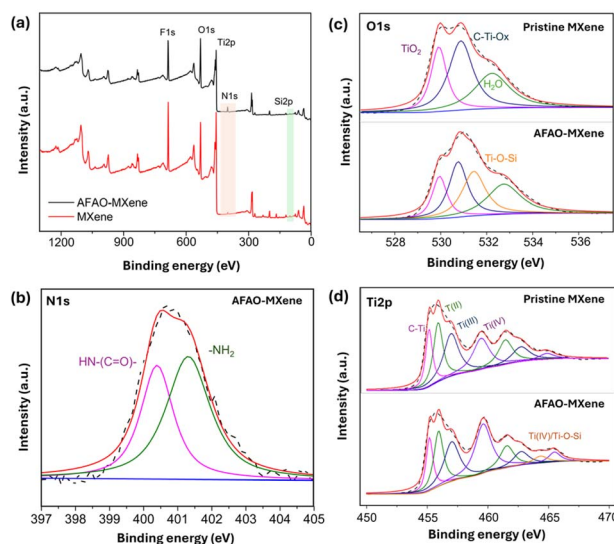 (a)
F1s
O1s
Ti2p
N1s
Si2p
AFAO-MXene
MXene
1200
900
600
300
0
Binding energy (eV)
Intensity (a.u.)
(b)
N1s
AFAO-MXene
HN-(C=O)-
-NH2
397
398
399
400
401
402
403
404
405
Binding energy (eV)
Intensity (a.u.)
(c)
O1s
Pristine MXene
C-Ti-Ox
TiO2
H2O
AFAO-MXene
Ti-O-Si
528
530
532
534
536
Binding energy (eV)
Intensity (a.u.)
(d)
Ti2p
Pristine MXene
T(II)
C-Ti
Ti(III)
Ti(IV)
AFAO-MXene
Ti(IV)/Ti-O-Si
450
455
460
465
470
Binding energy (eV)
Intensity (a.u.)